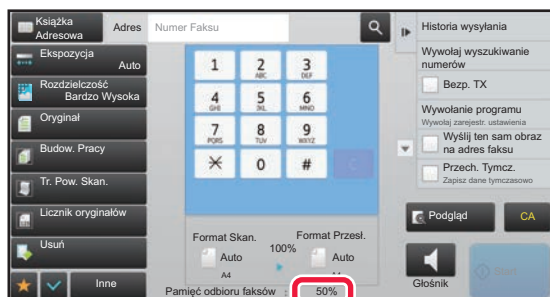 Książka
Adresowa
Adres
Numer Faksu
Ekspozycja
Auto
Rozdzielczość
Bardzo Wysoka
Oryginał
Budow. Pracy
Tr. Pow. Skan.
Licznik oryginałów
Usuń
Inne
1
2
ABC
3
DEF
4
GHI
5
JKL
6
MNO
7
PQRS
8
TUV
9
WXYZ
0
#
C
Format Skan.
100%
Format Przesł.
Auto
A4
Auto
A4
Pamięć odbioru faksów : 50%
Historia wysyłania
Wywołaj wyszukiwanie
numerów
Bezp. TX
Wywołanie programu
Wywołaj zarejestr. ustawienia
Wyślij ten sam obraz
na adres faksu
Przech. Tymcz.
Zapisz dane tymczasowo
Podgląd
CA
Głośnik
Start